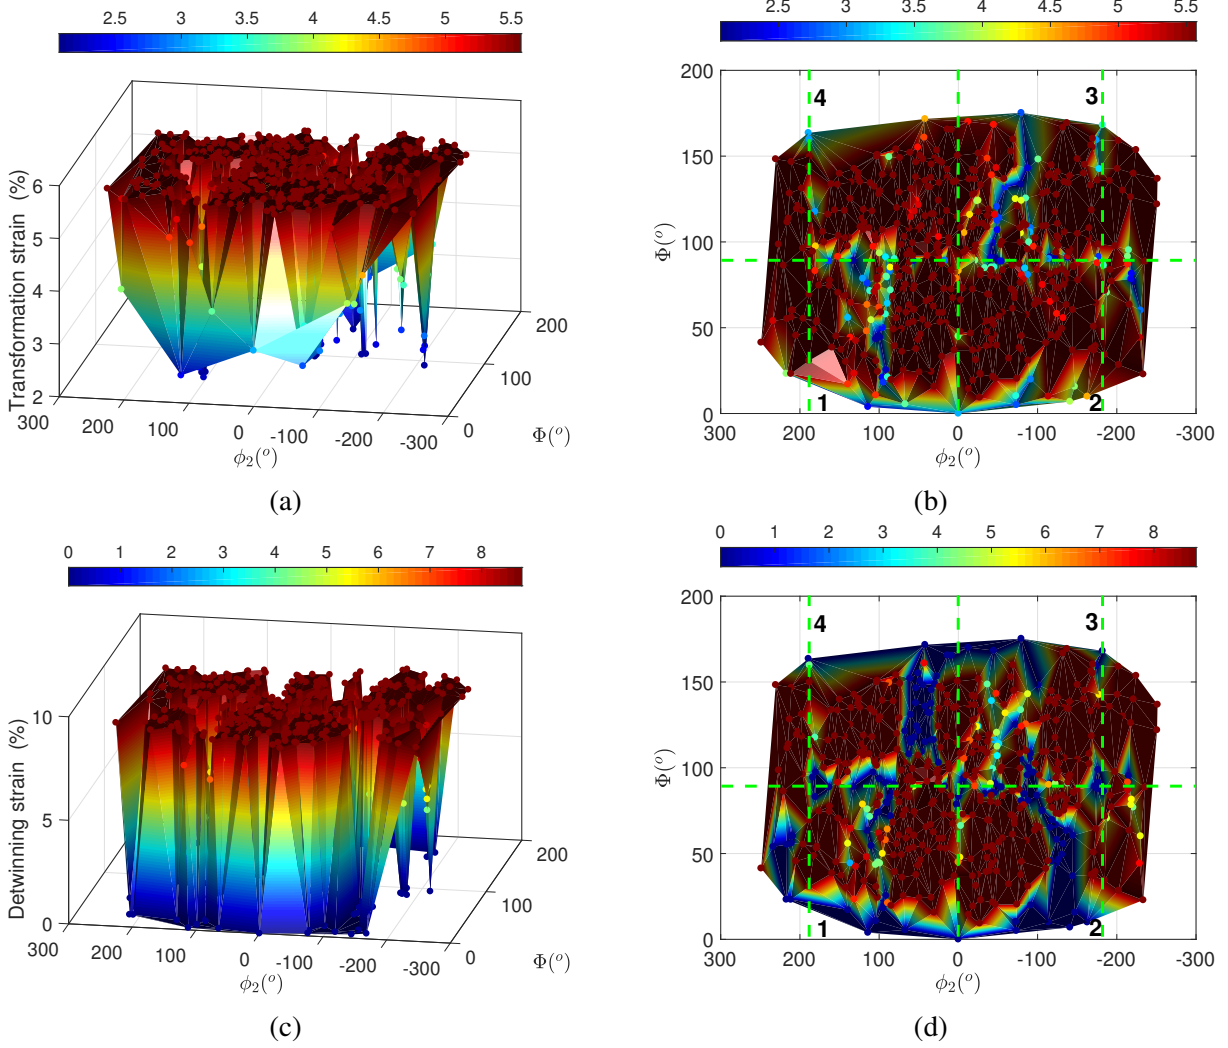 2.5 3 3.5 4 4.5 5 5.5
6
5
4
3
2
Transformation strain (%)
300 200 100 0 -100 -200 -300
ϕ₂(°)
0 100 200
Φ(°)
(a)
2.5 3 3.5 4 4.5 5 5.5
200
150
100
50
0
Φ(°)
4 3
1 2
300 200 100 0 -100 -200 -300
ϕ₂(°)
(b)
0 1 2 3 4 5 6 7 8
10
5
0
Detwinning strain (%)
300 200 100 0 -100 -200 -300
ϕ₂(°)
0 100 200
Φ(°)
(c)
0 1 2 3 4 5 6 7 8
200
150
100
50
0
Φ(°)
4 3
1 2
300 200 100 0 -100 -200 -300
ϕ₂(°)
(d)